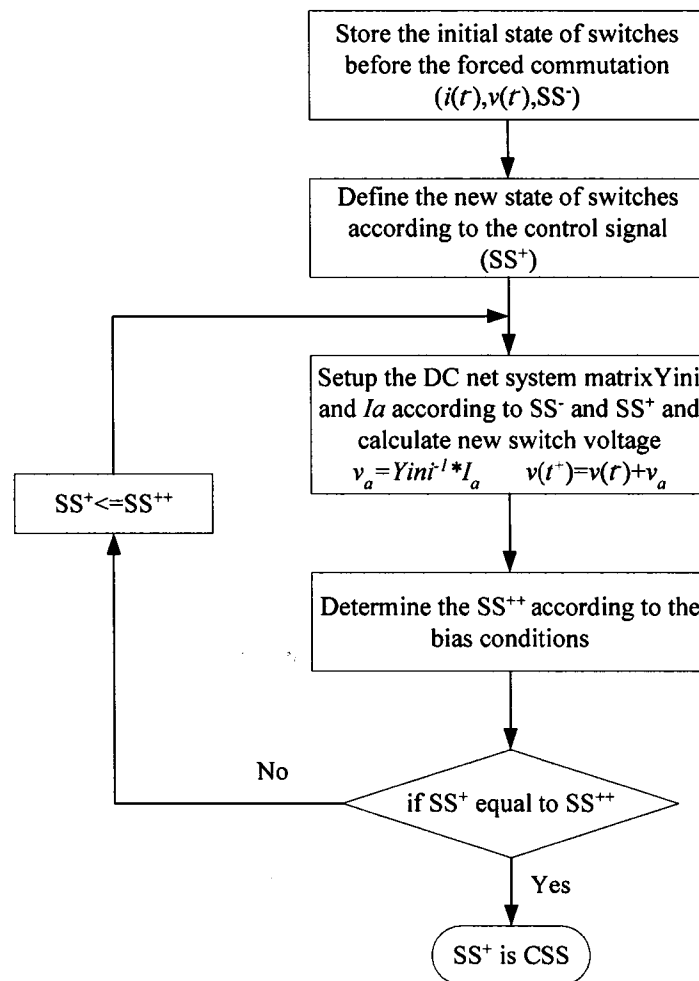 Store the initial state of switches
before the forced commutation
(i(t⁻),v(t⁻),SS⁻)
Define the new state of switches
according to the control signal
(SS⁺)
Setup the DC net system matrixYini
and Ia according to SS⁻ and SS⁺ and
calculate new switch voltage
vₐ=Yini⁻¹*Iₐ v(t⁺)=v(t⁻)+vₐ
SS⁺<=SS⁺⁺
Determine the SS⁺⁺ according to the
bias conditions
No
if SS⁺ equal to SS⁺⁺
Yes
SS⁺ is CSS